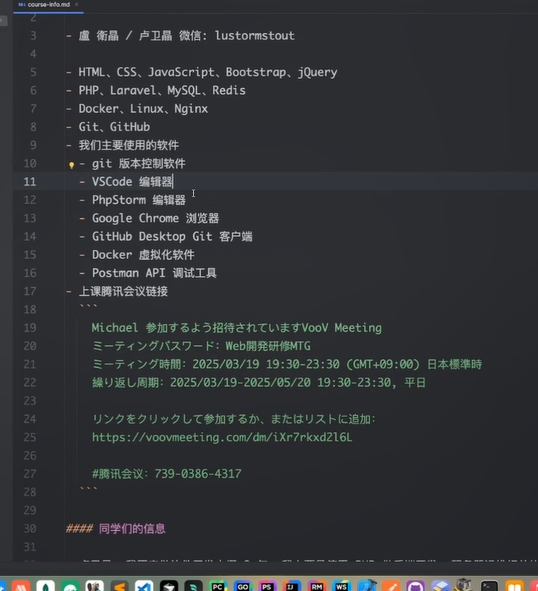 course-info.md
2
3 - 盧 衛晶 / 卢卫晶 微信: lustormstout
4
5 - HTML、CSS、JavaScript、Bootstrap、jQuery
6 - PHP、Laravel、MySQL、Redis
7 - Docker、Linux、Nginx
8 - Git、GitHub
9 - 我们主要使用的软件
10 - git 版本控制软件
11 - VSCode 编辑器
12 - PhpStorm 编辑器
13 - Google Chrome 浏览器
14 - GitHub Desktop Git 客户端
15 - Docker 虚拟化软件
16 - Postman API 调试工具
17 - 上课腾讯会议链接
18 ```
19 Michael 参加するよう招待されていますVooV Meeting
20 ミーティングパスワード: Web開発研修MTG
21 ミーティング時間: 2025/03/19 19:30-23:30 (GMT+09:00) 日本標準時
22 繰り返し周期: 2025/03/19-2025/05/20 19:30-23:30, 平日
23
24 リンクをクリックして参加するか、またはリストに追加:
25 https://voovmeeting.com/dm/iXr7rkxd2l6L
26
27 #腾讯会议: 739-0386-4317
28 ```
29
30 #### 同学们的信息
31
PC GO PS IJ RM WS